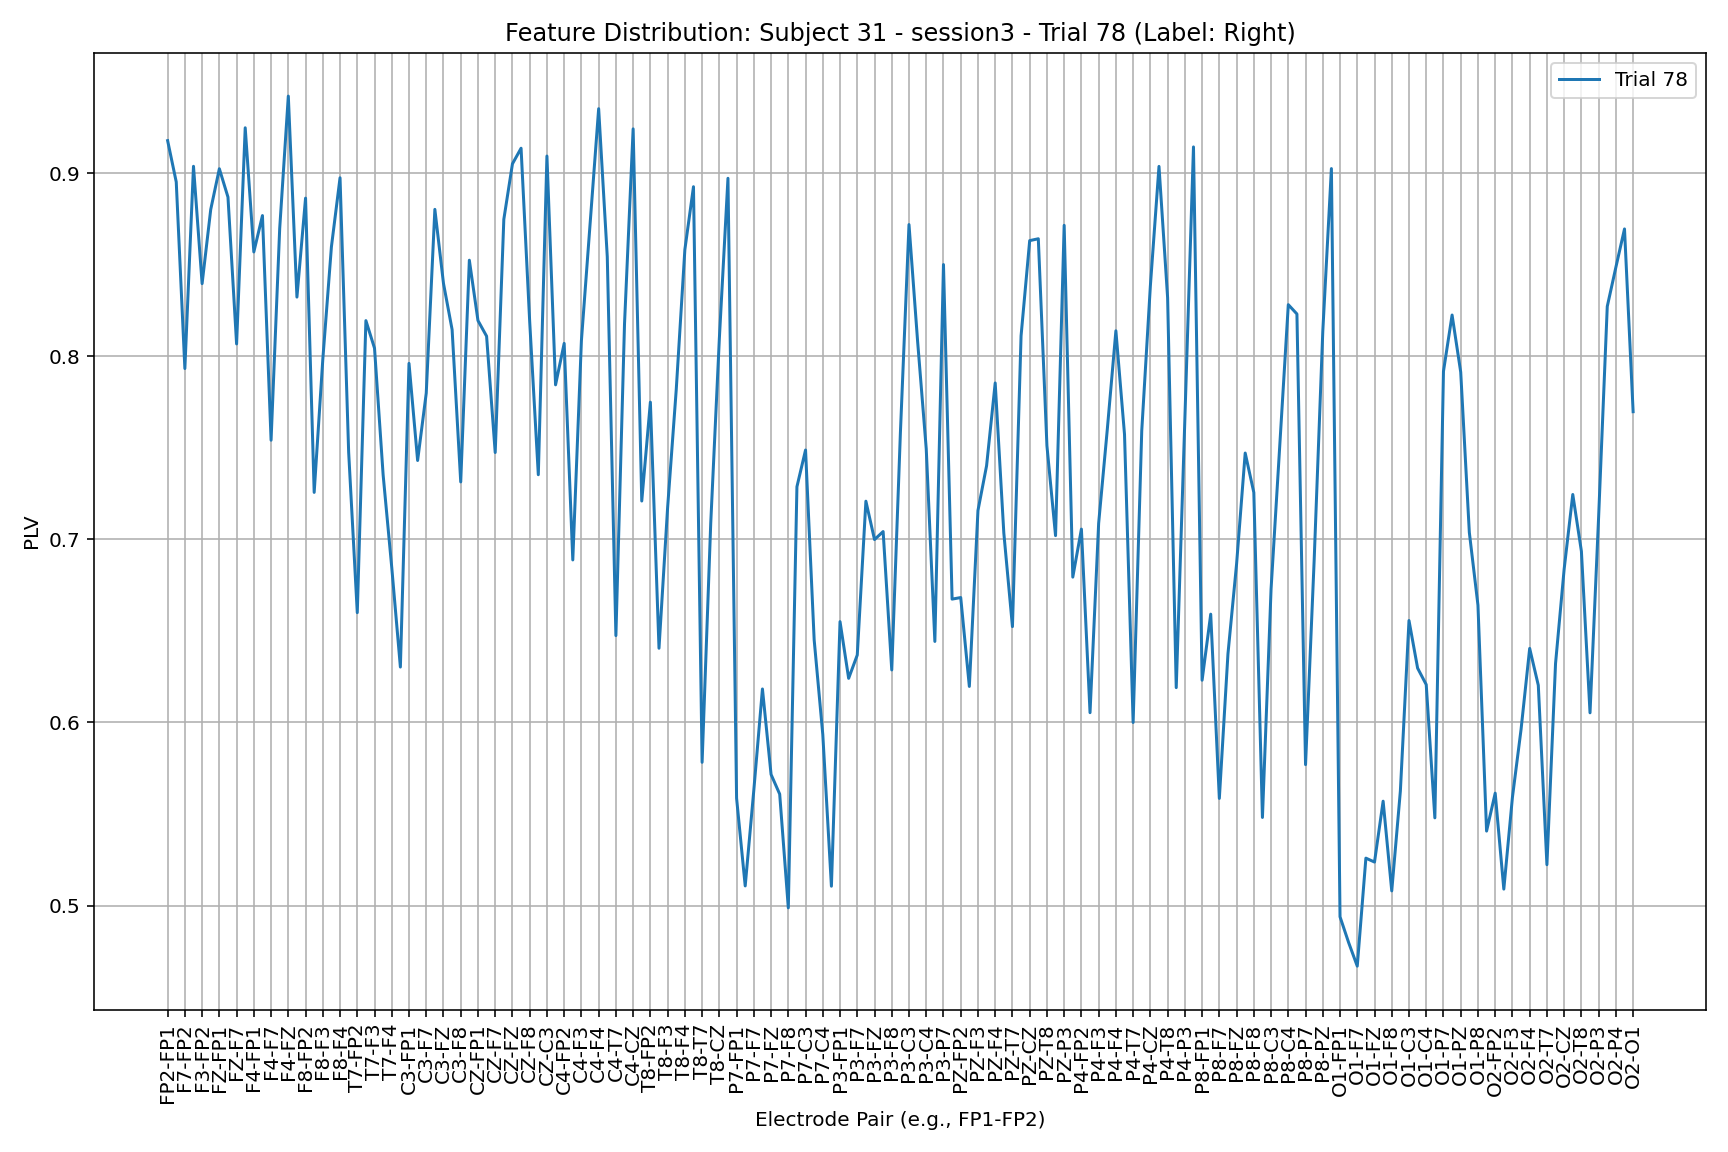 Feature Distribution: Subject 31 - session3 - Trial 78 (Label: Right)
Trial 78
PLV
0.9
0.8
0.7
0.6
0.5
FP2-FP1
F7-FP2
F3-FP2
FZ-FP1
FZ-F7
F4-FP1
F4-F7
F4-FZ
F8-FP2
F8-F3
F8-F4
T7-FP2
T7-F3
T7-F4
C3-FP1
C3-F7
C3-FZ
C3-F8
CZ-FP1
CZ-F7
CZ-FZ
CZ-F8
CZ-C3
C4-FP2
C4-F3
C4-F4
C4-T7
C4-CZ
T8-FP2
T8-F3
T8-F4
T8-T7
T8-CZ
P7-FP1
P7-F7
P7-FZ
P7-F8
P7-C3
P7-C4
P3-FP1
P3-F7
P3-FZ
P3-F8
P3-C3
P3-C4
P3-P7
PZ-FP2
PZ-F3
PZ-F4
PZ-T7
PZ-CZ
PZ-T8
PZ-P3
P4-FP2
P4-F3
P4-F4
P4-T7
P4-CZ
P4-T8
P4-P3
P8-FP1
P8-F7
P8-FZ
P8-F8
P8-C3
P8-C4
P8-P7
P8-PZ
O1-FP1
O1-F7
O1-FZ
O1-F8
O1-C3
O1-C4
O1-P7
O1-PZ
O1-P8
O2-FP2
O2-F3
O2-F4
O2-T7
O2-CZ
O2-T8
O2-P3
O2-P4
O2-O1
Electrode Pair (e.g., FP1-FP2)